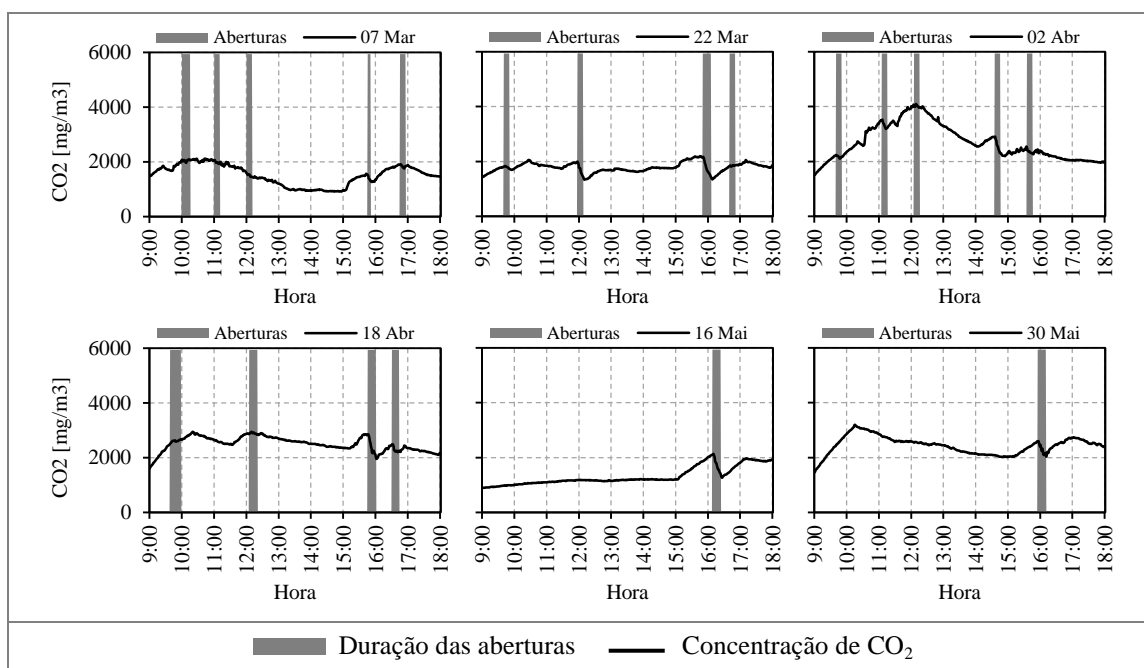 Aberturas 07 Mar
CO2 [mg/m3]
6000
4000
2000
0
9:00 10:00 11:00 12:00 13:00 14:00 15:00 16:00 17:00 18:00
Hora
Aberturas 22 Mar
9:00 10:00 11:00 12:00 13:00 14:00 15:00 16:00 17:00 18:00
Hora
Aberturas 02 Abr
9:00 10:00 11:00 12:00 13:00 14:00 15:00 16:00 17:00 18:00
Hora
Aberturas 18 Abr
CO2 [mg/m3]
6000
4000
2000
0
9:00 10:00 11:00 12:00 13:00 14:00 15:00 16:00 17:00 18:00
Hora
Aberturas 16 Mai
9:00 10:00 11:00 12:00 13:00 14:00 15:00 16:00 17:00 18:00
Hora
Aberturas 30 Mai
9:00 10:00 11:00 12:00 13:00 14:00 15:00 16:00 17:00 18:00
Hora
Duração das aberturas Concentração de CO₂